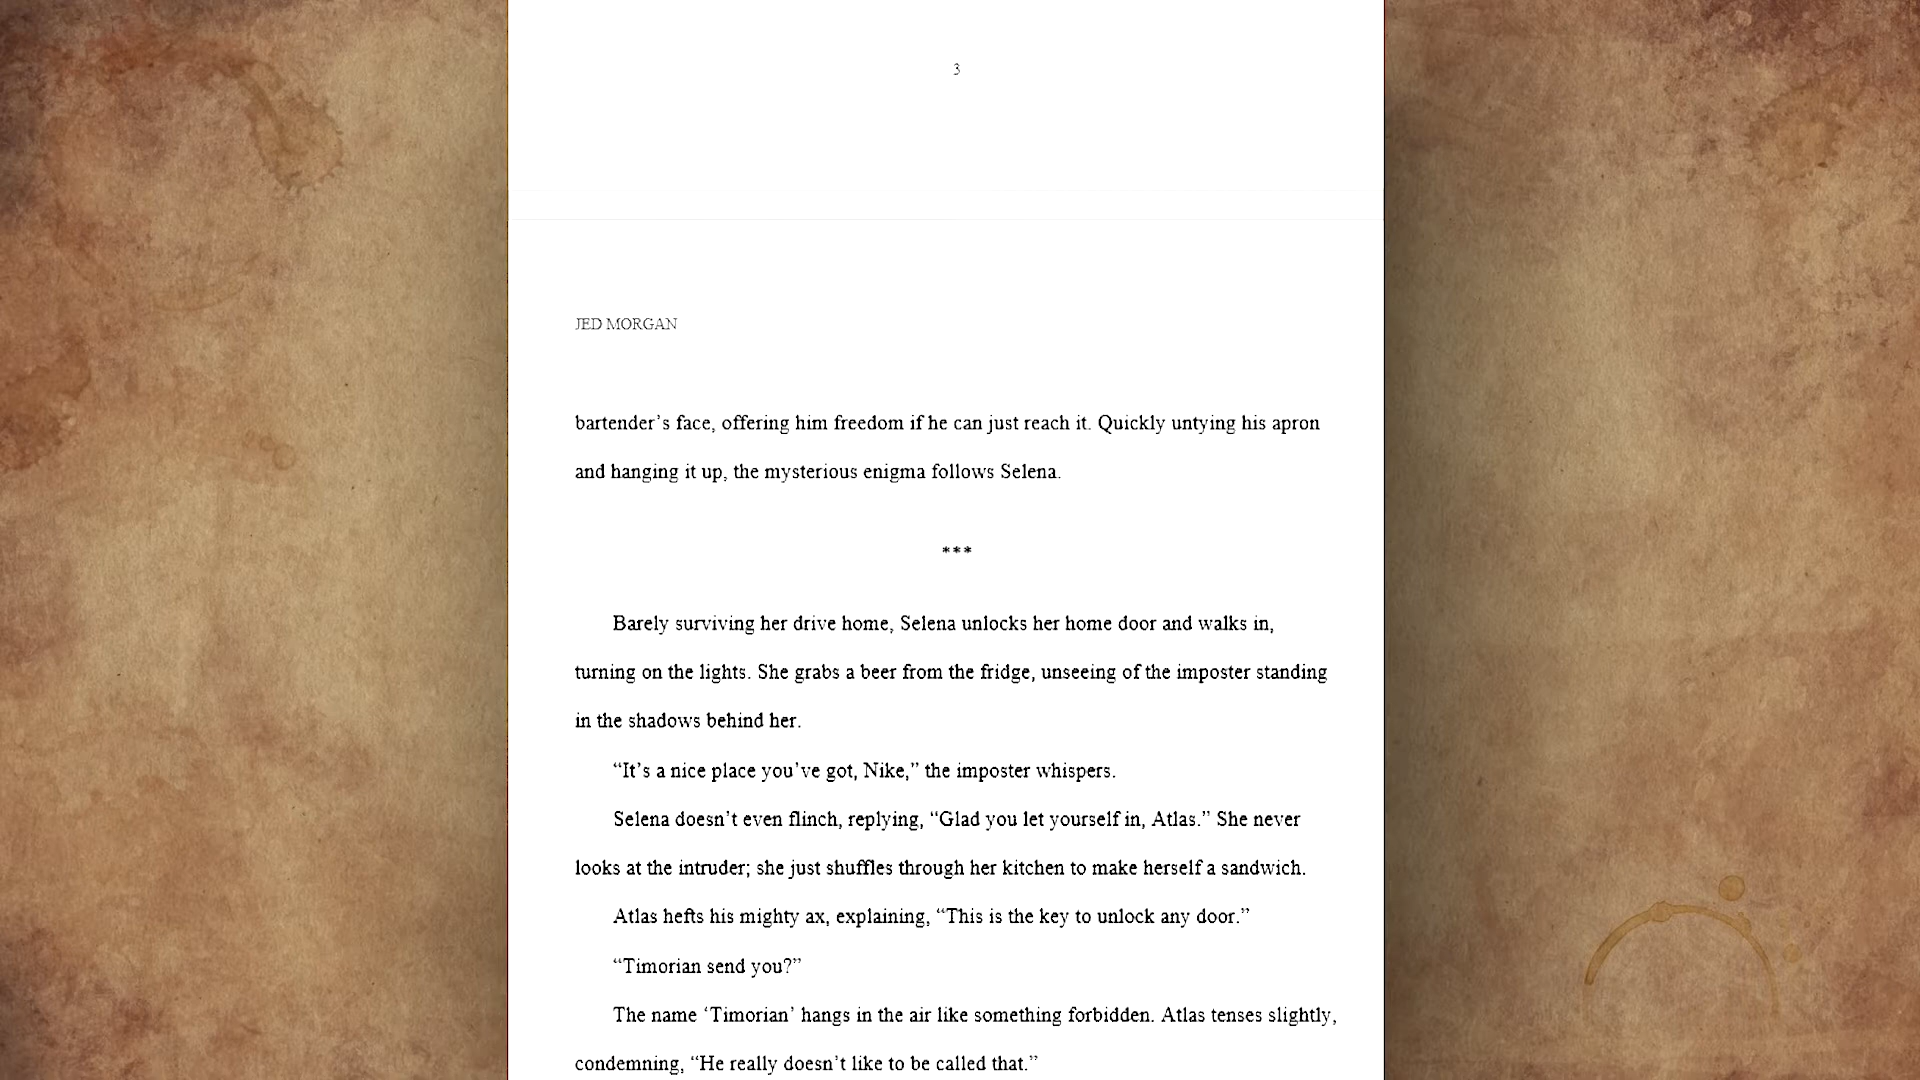 3
JED MORGAN
bartender’s face, offering him freedom if he can just reach it. Quickly untying his apron
and hanging it up, the mysterious enigma follows Selena.
***
Barely surviving her drive home, Selena unlocks her home door and walks in,
turning on the lights. She grabs a beer from the fridge, unseeing of the imposter standing
in the shadows behind her.
“It’s a nice place you’ve got, Nike,” the imposter whispers.
Selena doesn’t even flinch, replying, “Glad you let yourself in, Atlas.” She never
looks at the intruder; she just shuffles through her kitchen to make herself a sandwich.
Atlas hefts his mighty ax, explaining, “This is the key to unlock any door.”
“Timorian send you?”
The name ‘Timorian’ hangs in the air like something forbidden. Atlas tenses slightly,
condemning, “He really doesn’t like to be called that.”